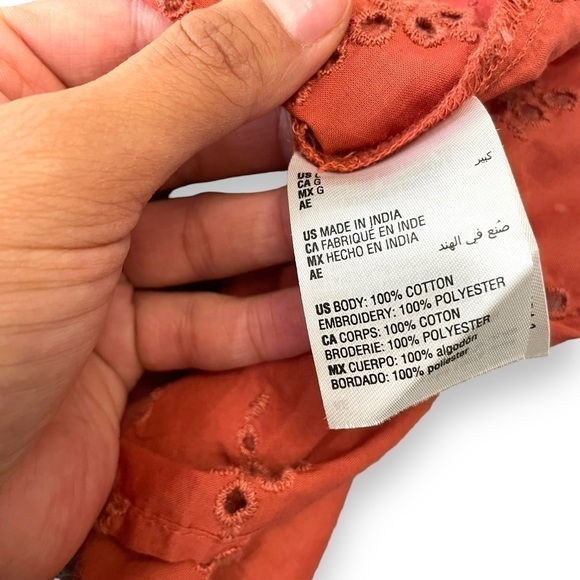 CA G
MX G
AE
كبير
US MADE IN INDIA
CA FABRIQUÉ EN INDE
MX HECHO EN INDIA
AE صُنع في الهند
US BODY: 100% COTTON
EMBROIDERY: 100% POLYESTER
CA CORPS: 100% COTON
BRODERIE: 100% POLYESTER
MX CUERPO: 100% algodón
BORDADO: 100% poliester